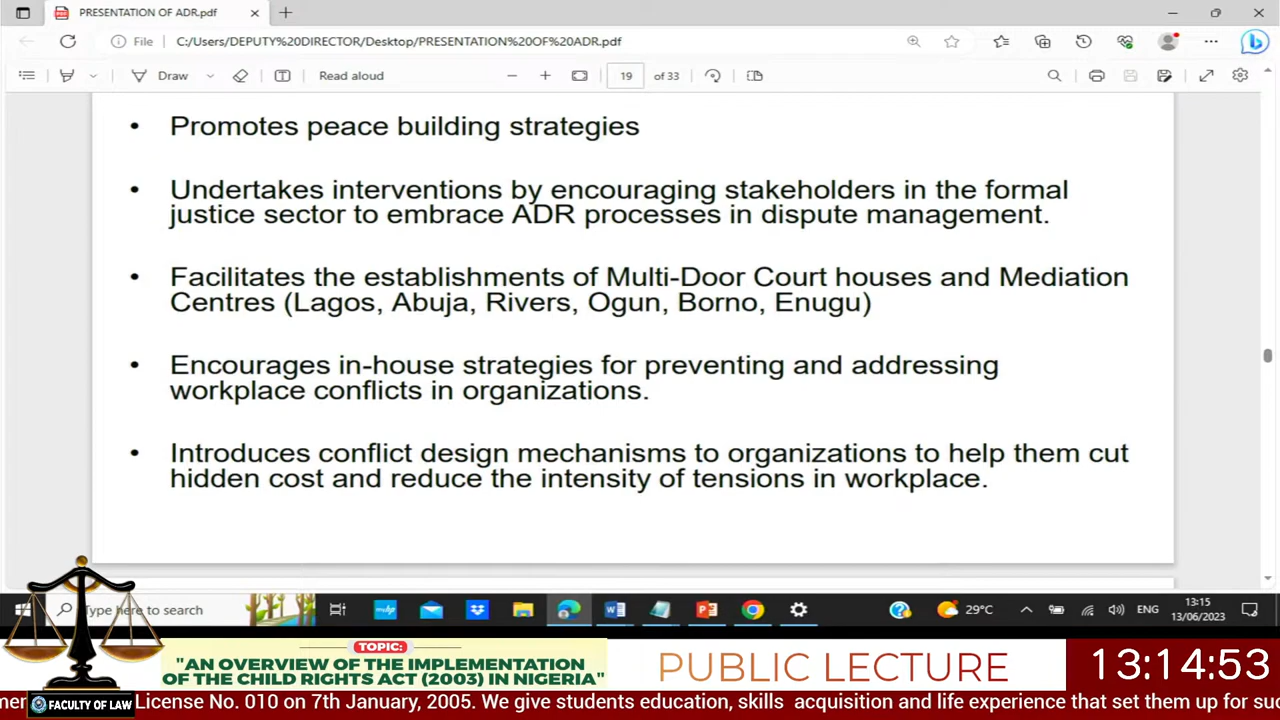 PRESENTATION OF ADR.pdf
File
C:/Users/DEPUTY%20DIRECTOR/Desktop/PRESENTATION%20OF%20ADR.pdf
Draw
Read aloud
19
of 33
• Promotes peace building strategies
• Undertakes interventions by encouraging stakeholders in the formal
justice sector to embrace ADR processes in dispute management.
• Facilitates the establishments of Multi-Door Court houses and Mediation
Centres (Lagos, Abuja, Rivers, Ogun, Borno, Enugu)
• Encourages in-house strategies for preventing and addressing
workplace conflicts in organizations.
• Introduces conflict design mechanisms to organizations to help them cut
hidden cost and reduce the intensity of tensions in workplace.
Type here to search
29°C
ENG
13:15
13/06/2023
TOPIC:
"AN OVERVIEW OF THE IMPLEMENTATION
OF THE CHILD RIGHTS ACT (2003) IN NIGERIA"
PUBLIC LECTURE
13:14:53
FACULTY OF LAW
License No. 010 on 7th January, 2005. We give students education, skills acquisition and life experience that set them up for